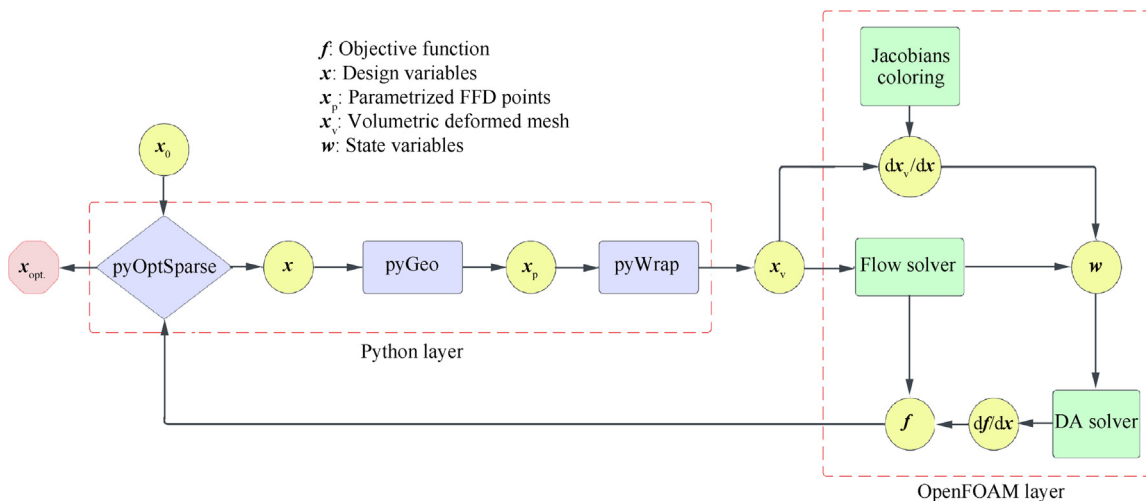 f: Objective function
x: Design variables
xp: Parametrized FFD points
xv: Volumetric deformed mesh
w: State variables
Jacobians
coloring
x0
dxv/dx
xopt.
pyOptSparse
x
pyGeo
xp
pyWrap
xv
Flow solver
w
Python layer
f
df/dx
DA solver
OpenFOAM layer